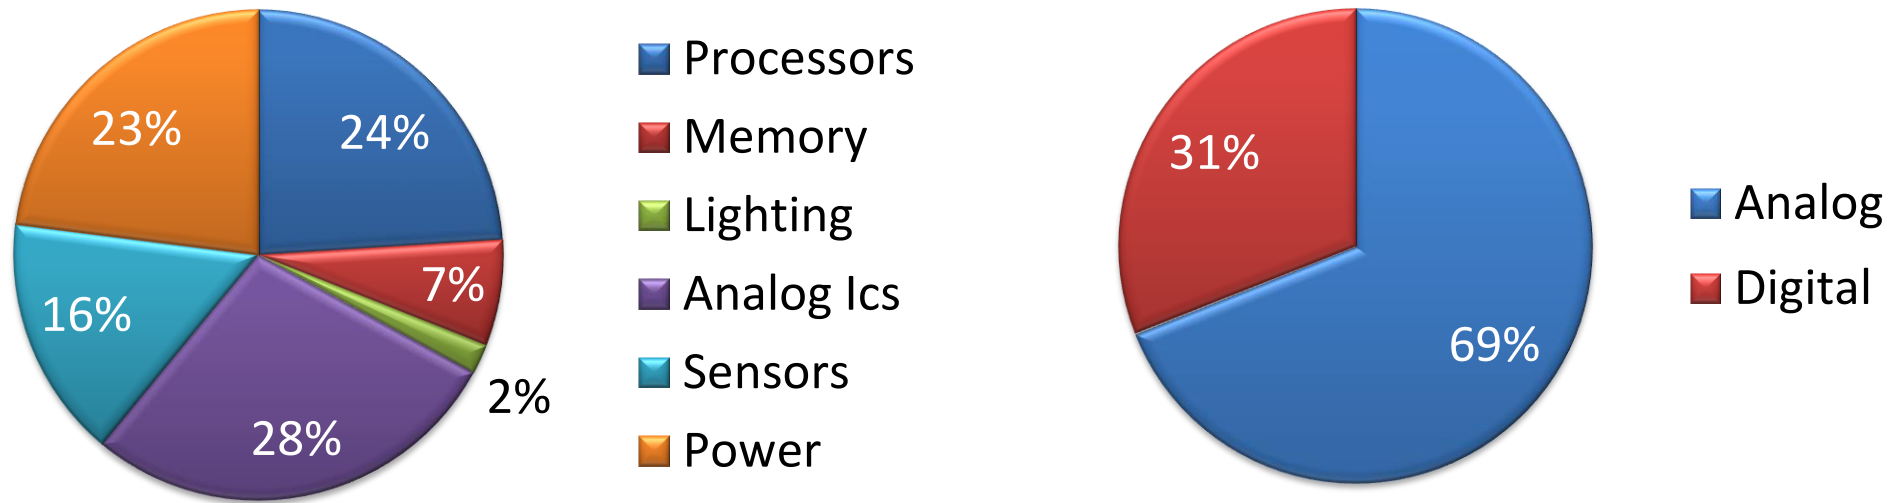 23%
24%
7%
2%
28%
16%
Processors
Memory
Lighting
Analog Ics
Sensors
Power
31%
69%
Analog
Digital